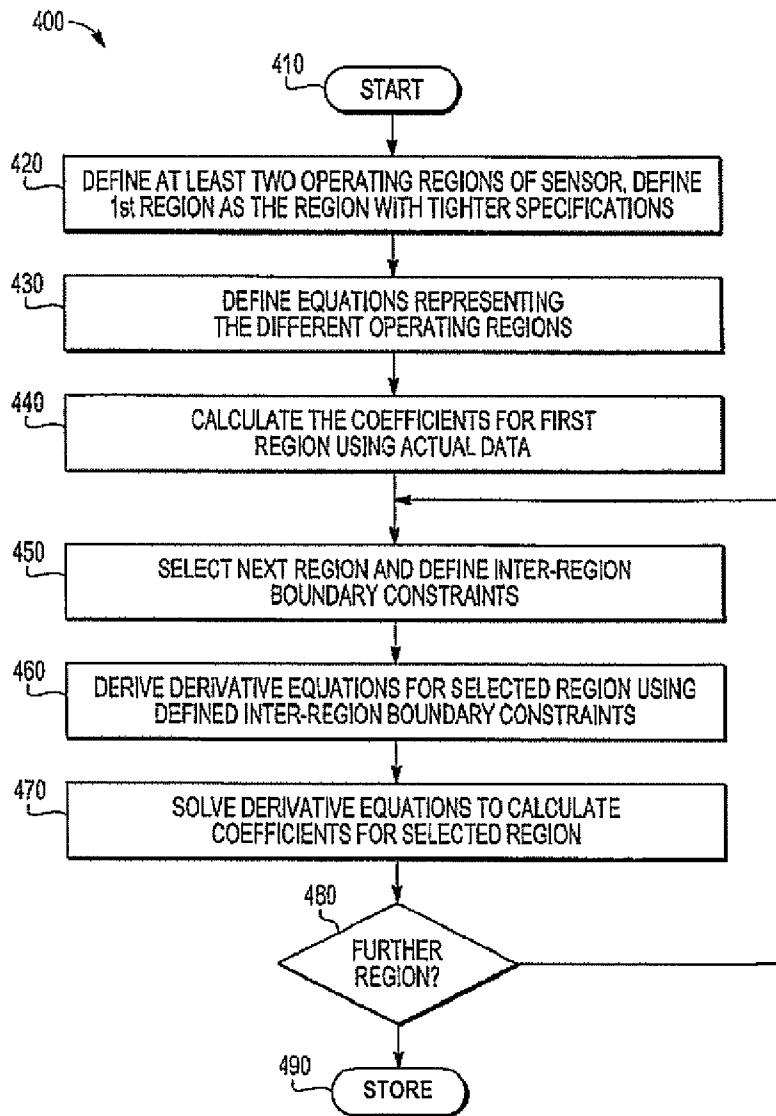 400
410
START
420
DEFINE AT LEAST TWO OPERATING REGIONS OF SENSOR, DEFINE
1st REGION AS THE REGION WITH TIGHTER SPECIFICATIONS
430
DEFINE EQUATIONS REPRESENTING
THE DIFFERENT OPERATING REGIONS
440
CALCULATE THE COEFFICIENTS FOR FIRST
REGION USING ACTUAL DATA
450
SELECT NEXT REGION AND DEFINE INTER-REGION
BOUNDARY CONSTRAINTS
460
DERIVE DERIVATIVE EQUATIONS FOR SELECTED REGION USING
DEFINED INTER-REGION BOUNDARY CONSTRAINTS
470
SOLVE DERIVATIVE EQUATIONS TO CALCULATE
COEFFICIENTS FOR SELECTED REGION
480
FURTHER
REGION?
490
STORE